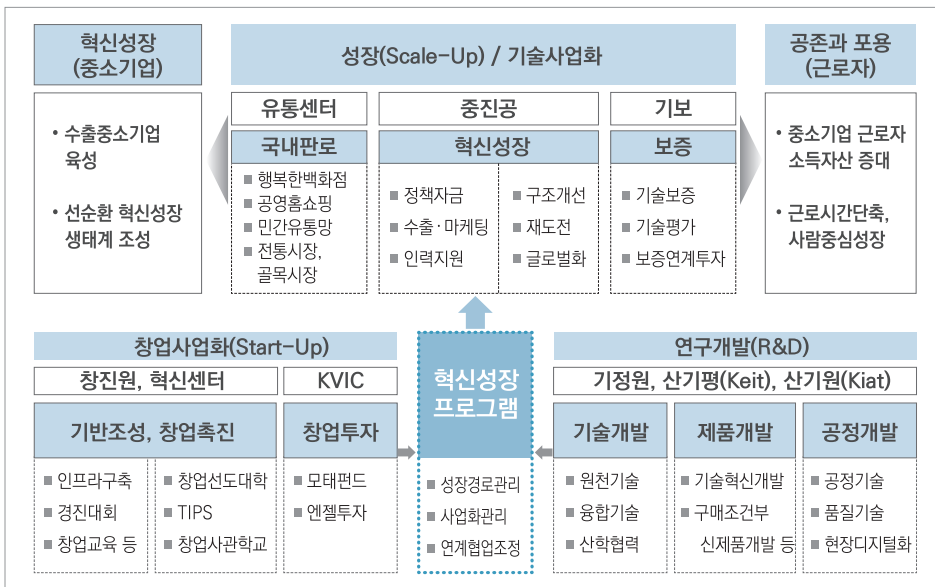 혁신성장
(중소기업)
• 수출중소기업
육성
• 선순환 혁신성장
생태계 조성
성장(Scale-Up) / 기술사업화
유통센터
국내판로
■ 행복한백화점
■ 공영홈쇼핑
■ 민간유통망
■ 전통시장,
골목시장
중진공
혁신성장
■ 정책자금
■ 수출·마케팅
■ 인력지원
■ 구조개선
■ 재도전
■ 글로벌화
기보
보증
■ 기술보증
■ 기술평가
■ 보증연계투자
공존과 포용
(근로자)
• 중소기업 근로자
소득자산 증대
• 근로시간단축,
사람중심성장
창업사업화(Start-Up)
창진원, 혁신센터
기반조성, 창업촉진
■ 인프라구축
■ 경진대회
■ 창업교육 등
■ 창업선도대학
■ TIPS
■ 창업사관학교
KVIC
창업투자
■ 모태펀드
■ 엔젤투자
혁신성장
프로그램
■ 성장경로관리
■ 사업화관리
■ 연계협업조정
연구개발(R&D)
기정원, 산기평(Keit), 산기원(Kiat)
기술개발
■ 원천기술
■ 융합기술
■ 산학협력
제품개발
■ 기술혁신개발
■ 구매조건부
신제품개발 등
공정개발
■ 공정기술
■ 품질기술
■ 현장디지털화